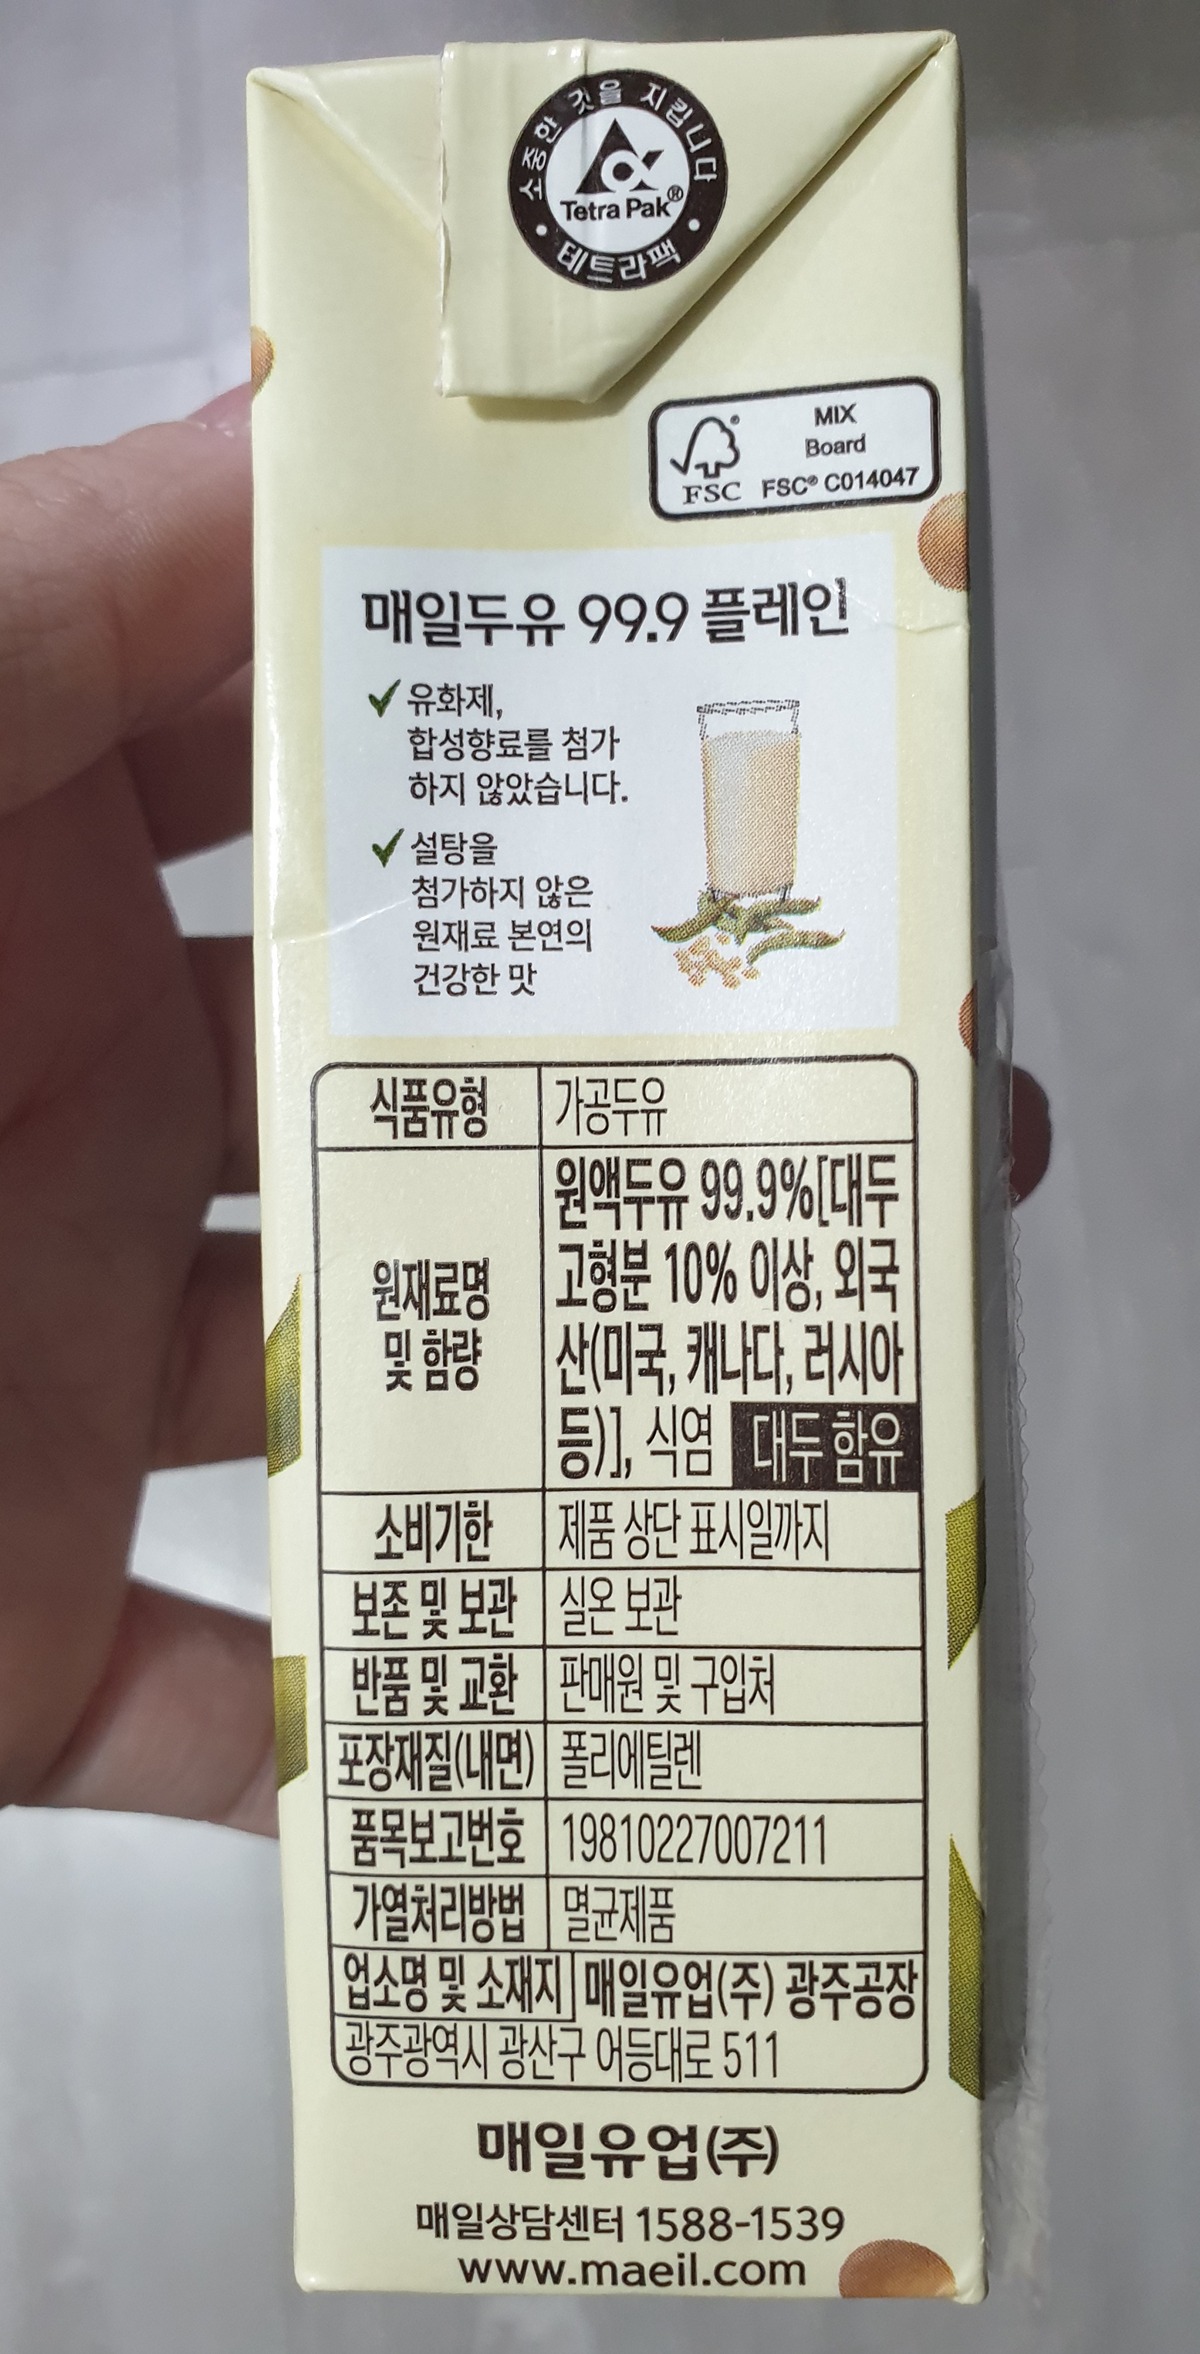 소중한 것을 지킵니다
Tetra Pak®
테트라팩
MIX
Board
FSC FSC® C014047
매일두유 99.9 플레인
유화제,
합성향료를 첨가
하지 않았습니다.
설탕을
첨가하지 않은
원재료 본연의
건강한 맛
식품유형 가공두유
원재료명
및 함량
원액두유 99.9%[대두
고형분 10% 이상, 외국
산(미국, 캐나다, 러시아
등)], 식염 대두 함유
소비기한 제품 상단 표시일까지
보존 및 보관 실온 보관
반품 및 교환 판매원 및 구입처
포장재질(내면) 폴리에틸렌
품목보고번호 19810227007211
가열처리방법 멸균제품
업소명 및 소재지 매일유업(주) 광주공장
광주광역시 광산구 어등대로 511
매일유업(주)
매일상담센터 1588-1539
www.maeil.com